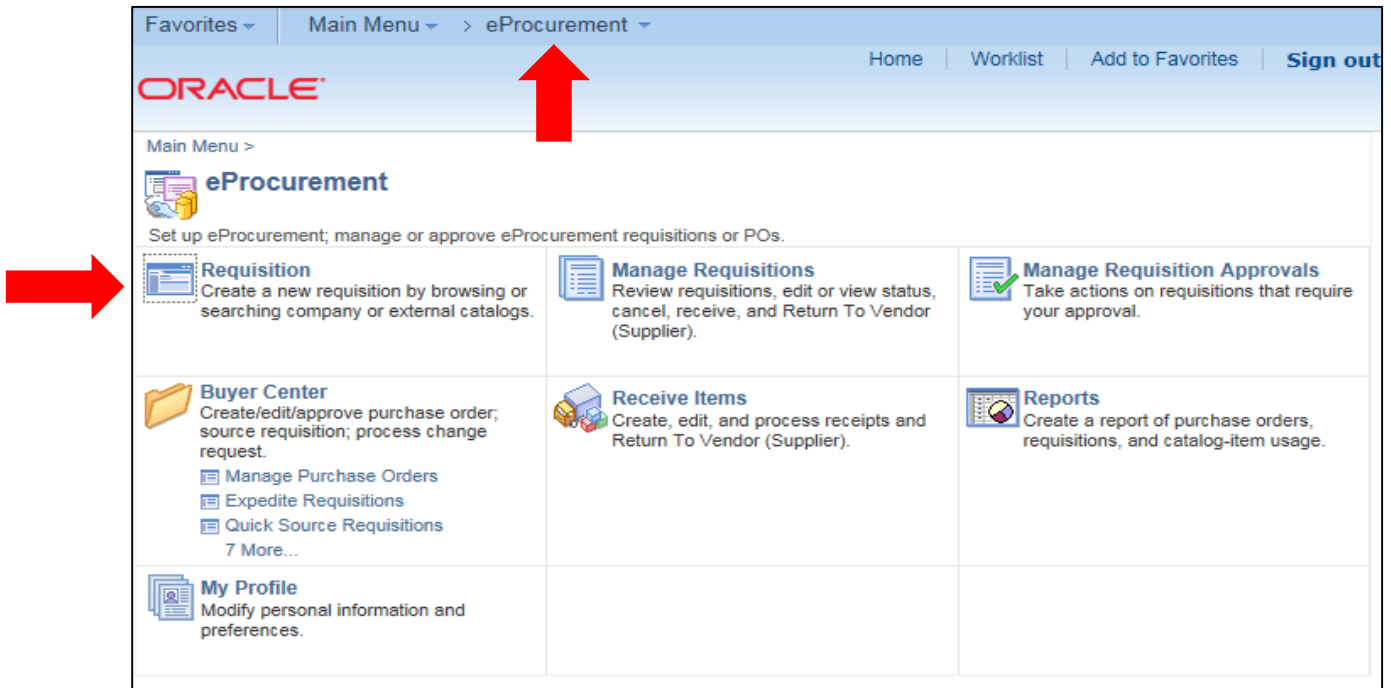 Favorites Main Menu > eProcurement
Home Worklist Add to Favorites Sign out
ORACLE
Main Menu >
eProcurement
Set up eProcurement; manage or approve eProcurement requisitions or POs.
Requisition
Create a new requisition by browsing or
searching company or external catalogs.
Manage Requisitions
Review requisitions, edit or view status,
cancel, receive, and Return To Vendor
(Supplier).
Manage Requisition Approvals
Take actions on requisitions that require
your approval.
Buyer Center
Create/edit/approve purchase order;
source requisition; process change
request.
Manage Purchase Orders
Expedite Requisitions
Quick Source Requisitions
7 More...
Receive Items
Create, edit, and process receipts and
Return To Vendor (Supplier).
Reports
Create a report of purchase orders,
requisitions, and catalog-item usage.
My Profile
Modify personal information and
preferences.